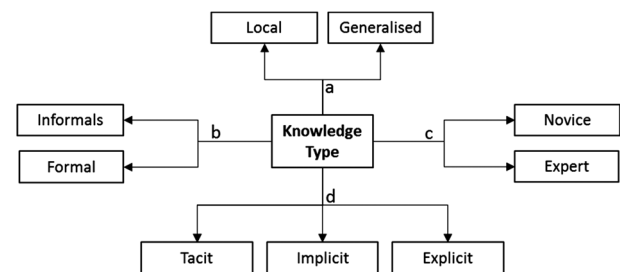 Local
Generalised
a
Informals
b
Knowledge
Type
c
Novice
Formal
Expert
d
Tacit
Implicit
Explicit